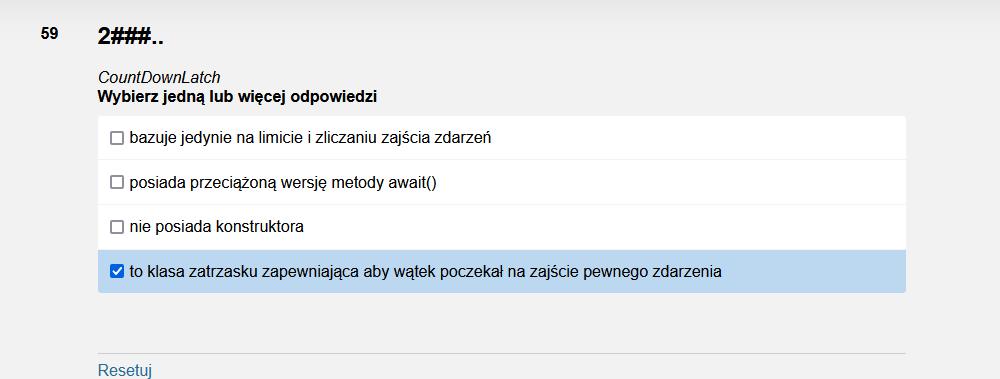 59
2###..
CountDownLatch
Wybierz jedną lub więcej odpowiedzi
bazuje jedynie na limicie i zliczaniu zajścia zdarzeń
posiada przeciążoną wersję metody await()
nie posiada konstruktora
to klasa zatrzasku zapewniająca aby wątek poczekał na zajście pewnego zdarzenia
Resetuj